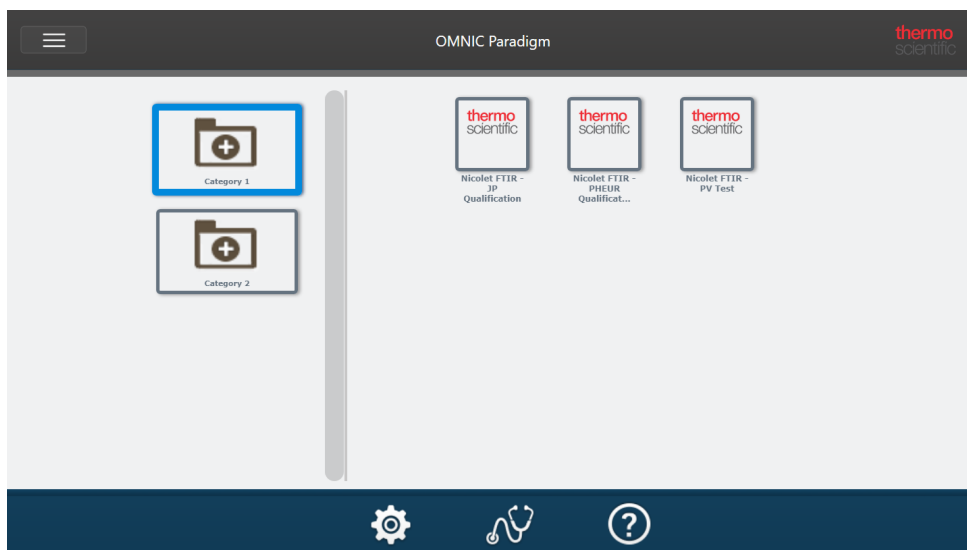 OMNIC Paradigm
thermo
scientific
Category 1
Category 2
thermo
scientific
Nicolet FTIR -
JP
Qualification
thermo
scientific
Nicolet FTIR -
PHEUR
Qualificat...
thermo
scientific
Nicolet FTIR -
PV Test
?